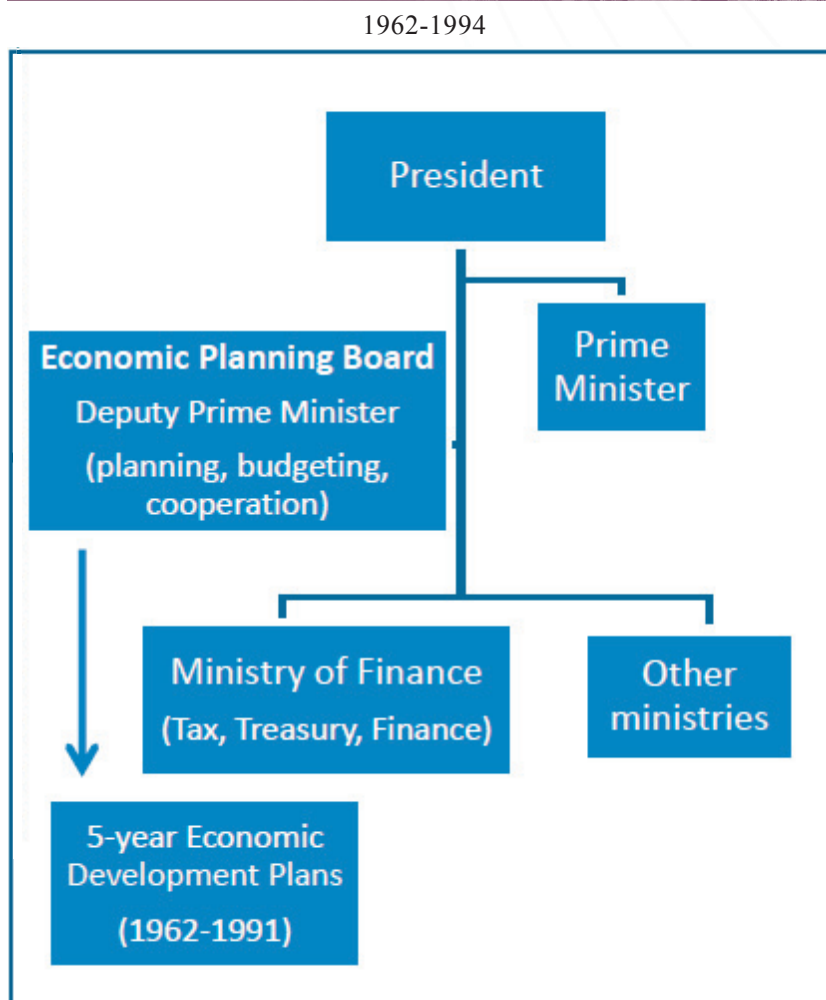 1962-1994
President
Prime
Minister
Economic Planning Board
Deputy Prime Minister
(planning, budgeting,
cooperation)
Ministry of Finance
(Tax, Treasury, Finance)
Other
ministries
5-year Economic
Development Plans
(1962-1991)